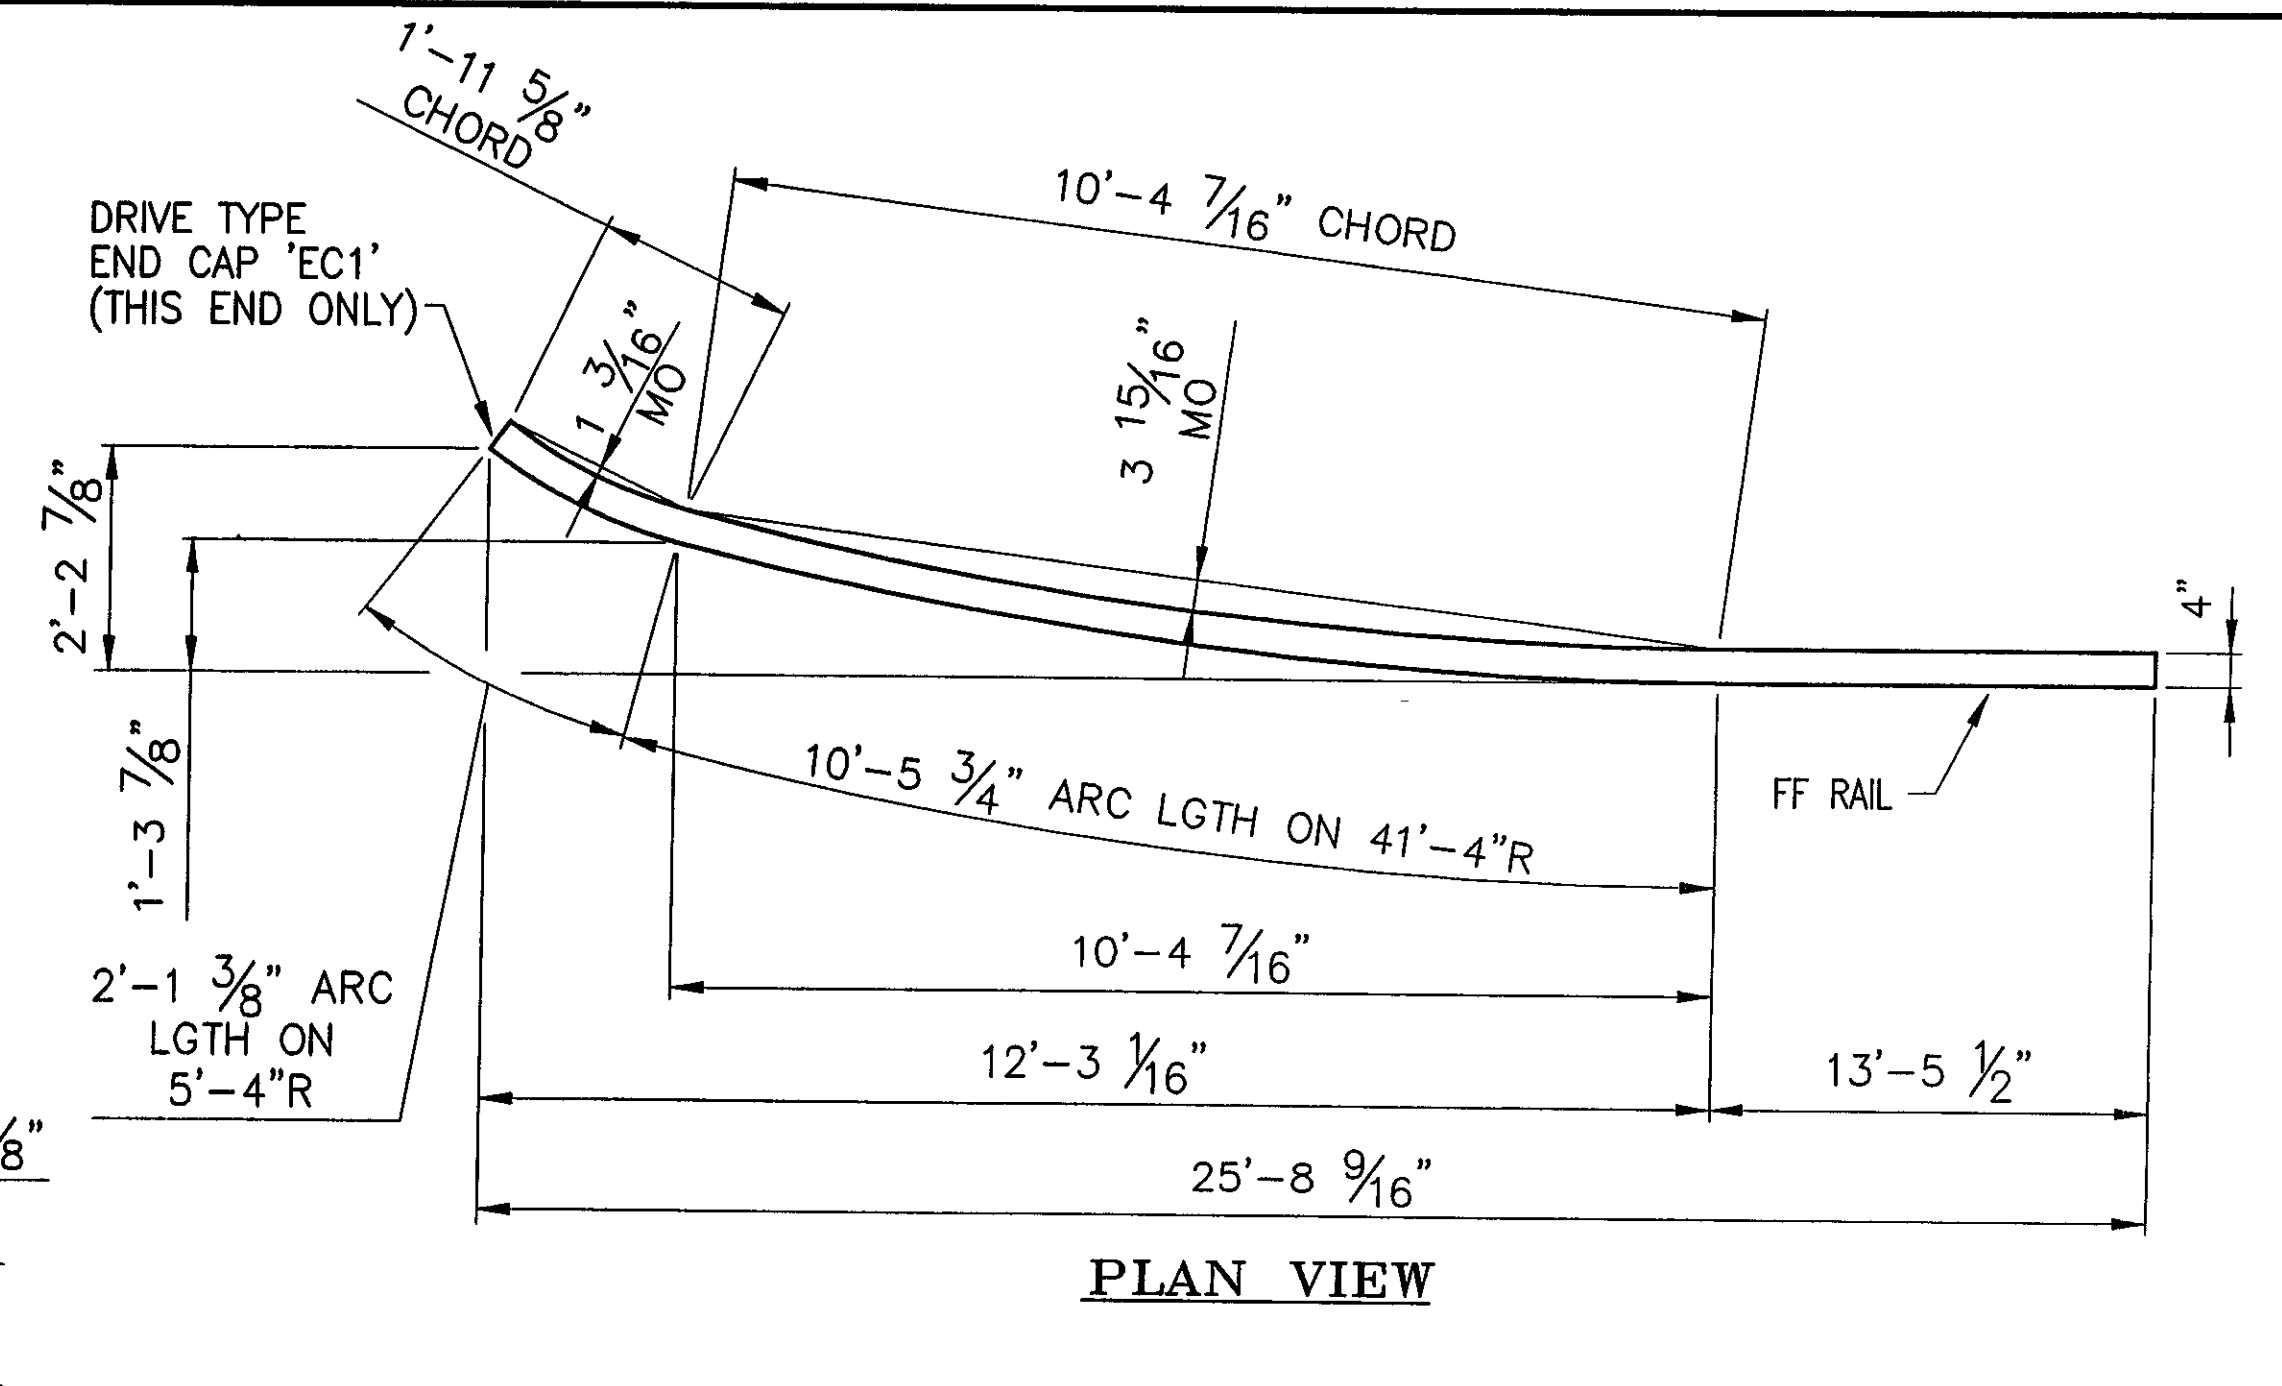 1'-11 5/8"
CHORD
10'-4 7/16" CHORD
DRIVE TYPE
END CAP 'EC1'
(THIS END ONLY)
1 3/16"
MO
3 15/16"
MO
2'-2 7/8"
4"
1'-3 7/8"
10'-5 3/4" ARC LGTH ON 41'-4"R
FF RAIL
10'-4 7/16"
2'-1 3/8" ARC
LGTH ON
5'-4"R
12'-3 1/16"
13'-5 1/2"
25'-8 9/16"
PLAN VIEW